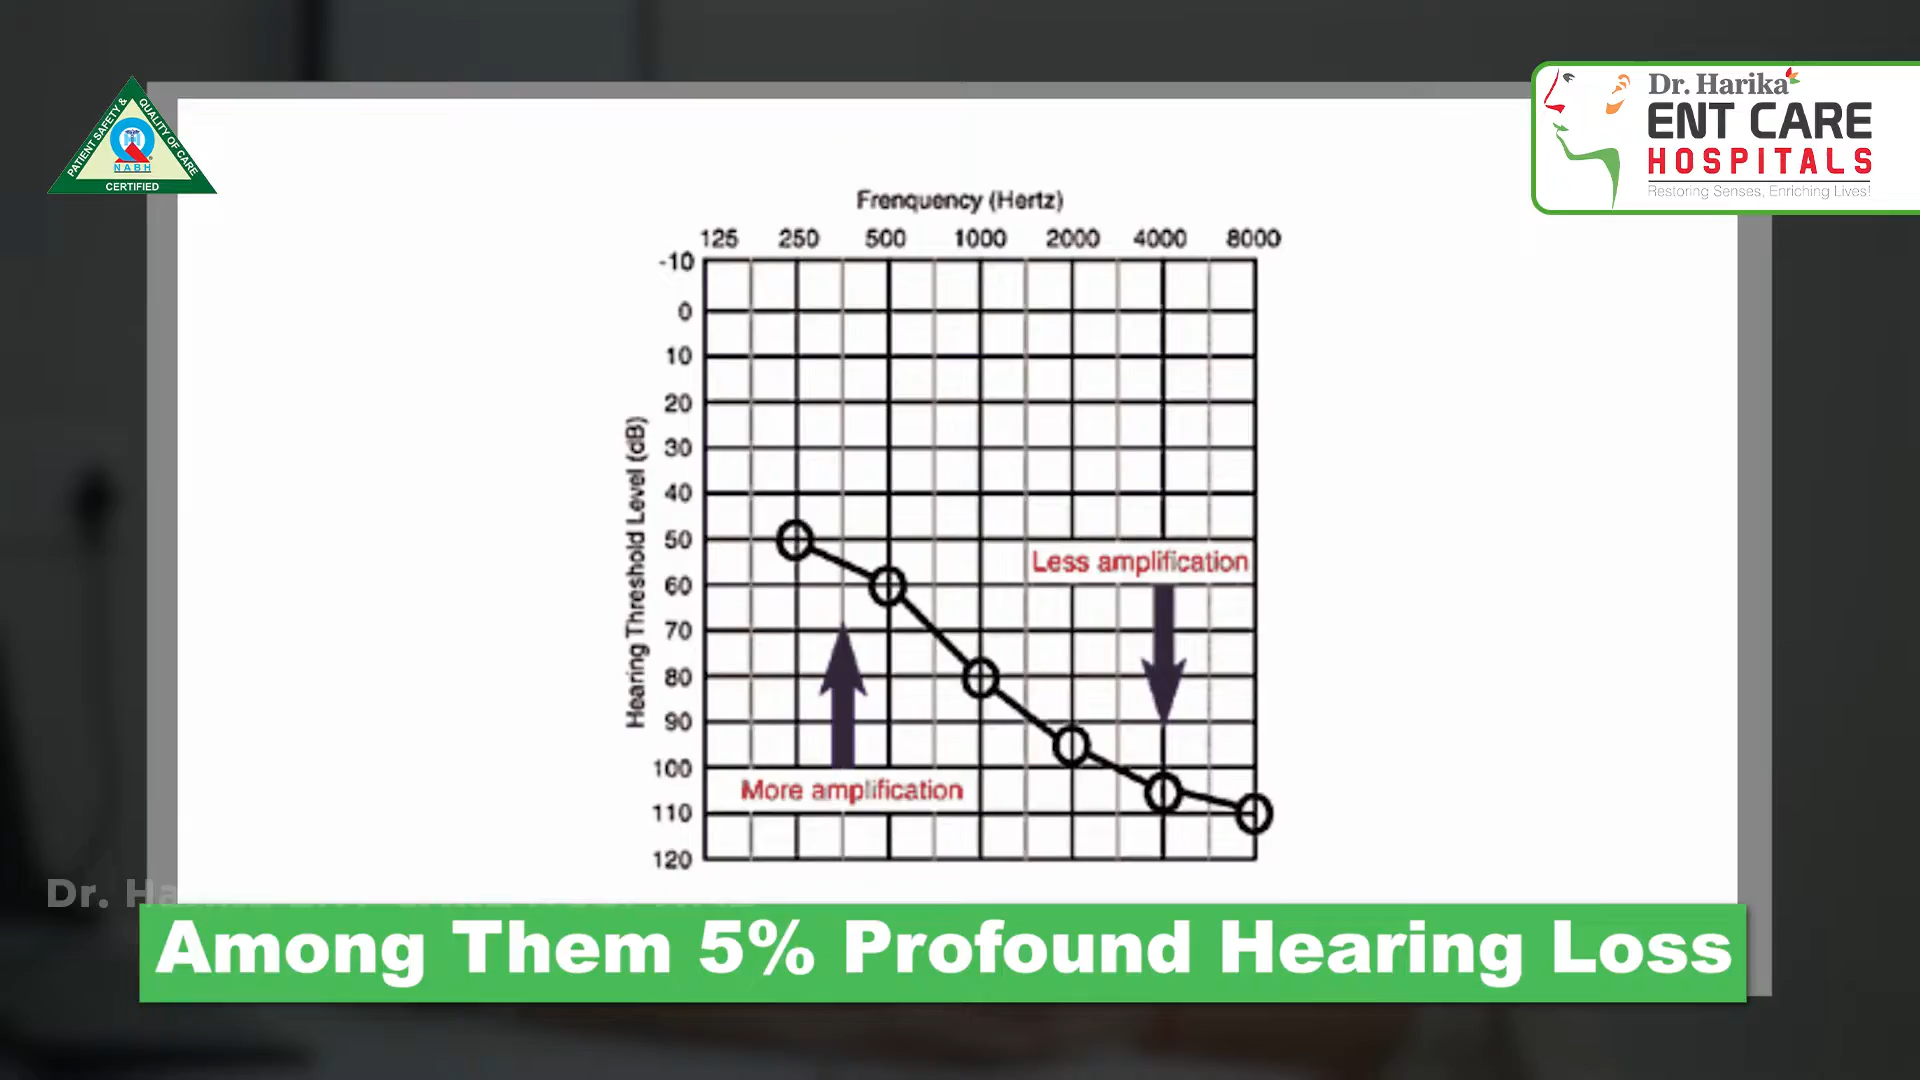 PATIENT SAFETY &
QUALITY OF CARE
NABH
CERTIFIED
Dr. Harika
ENT CARE
HOSPITALS
Restoring Senses, Enriching Lives!
Frenquency (Hertz)
125 250 500 1000 2000 4000 8000
Hearing Threshold Level (dB)
-10
0
10
20
30
40
50
60
70
80
90
100
110
120
Less amplification
More amplification
Among Them 5% Profound Hearing Loss